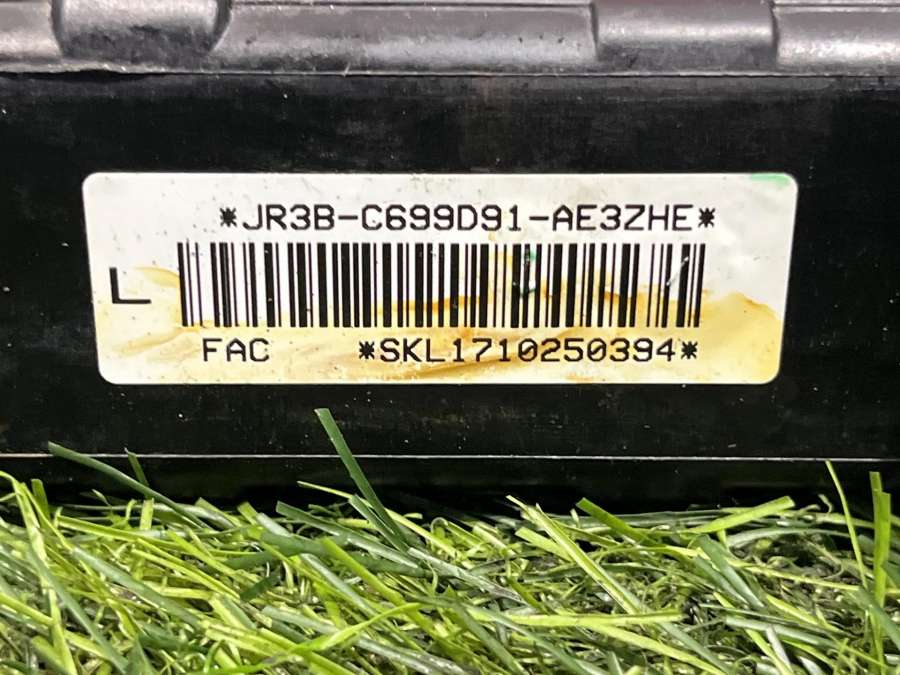 *JR3B-C699D91-AE3ZHE*
L
FAC *SKL1710250394*